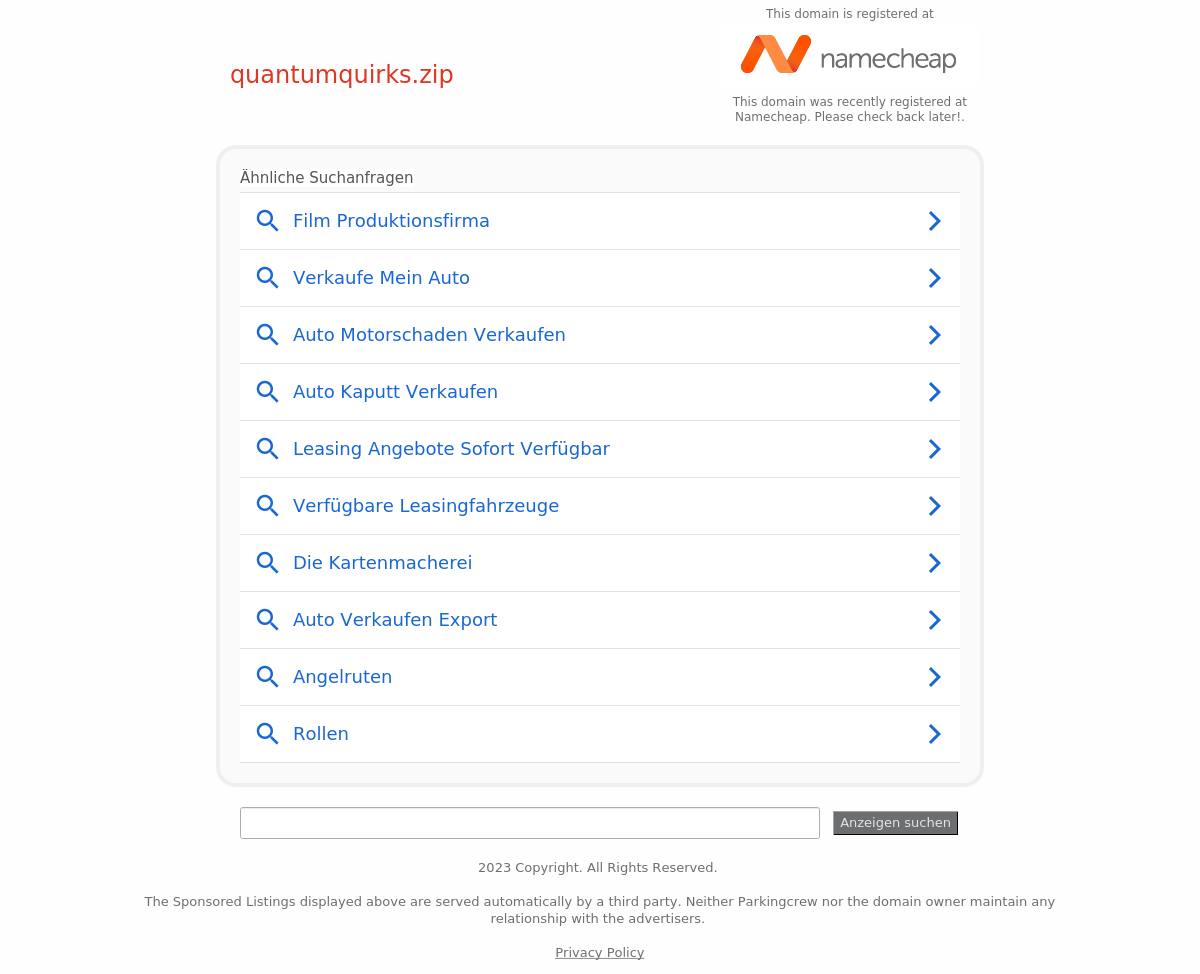 This domain is registered at
namecheap
quantumquirks.zip
This domain was recently registered at
Namecheap. Please check back later!.
Ähnliche Suchanfragen
Film Produktionsfirma
Verkaufe Mein Auto
Auto Motorschaden Verkaufen
Auto Kaputt Verkaufen
Leasing Angebote Sofort Verfügbar
Verfügbare Leasingfahrzeuge
Die Kartenmacherei
Auto Verkaufen Export
Angelruten
Rollen
Anzeigen suchen
2023 Copyright. All Rights Reserved.
The Sponsored Listings displayed above are served automatically by a third party. Neither Parkingcrew nor the domain owner maintain any
relationship with the advertisers.
Privacy Policy